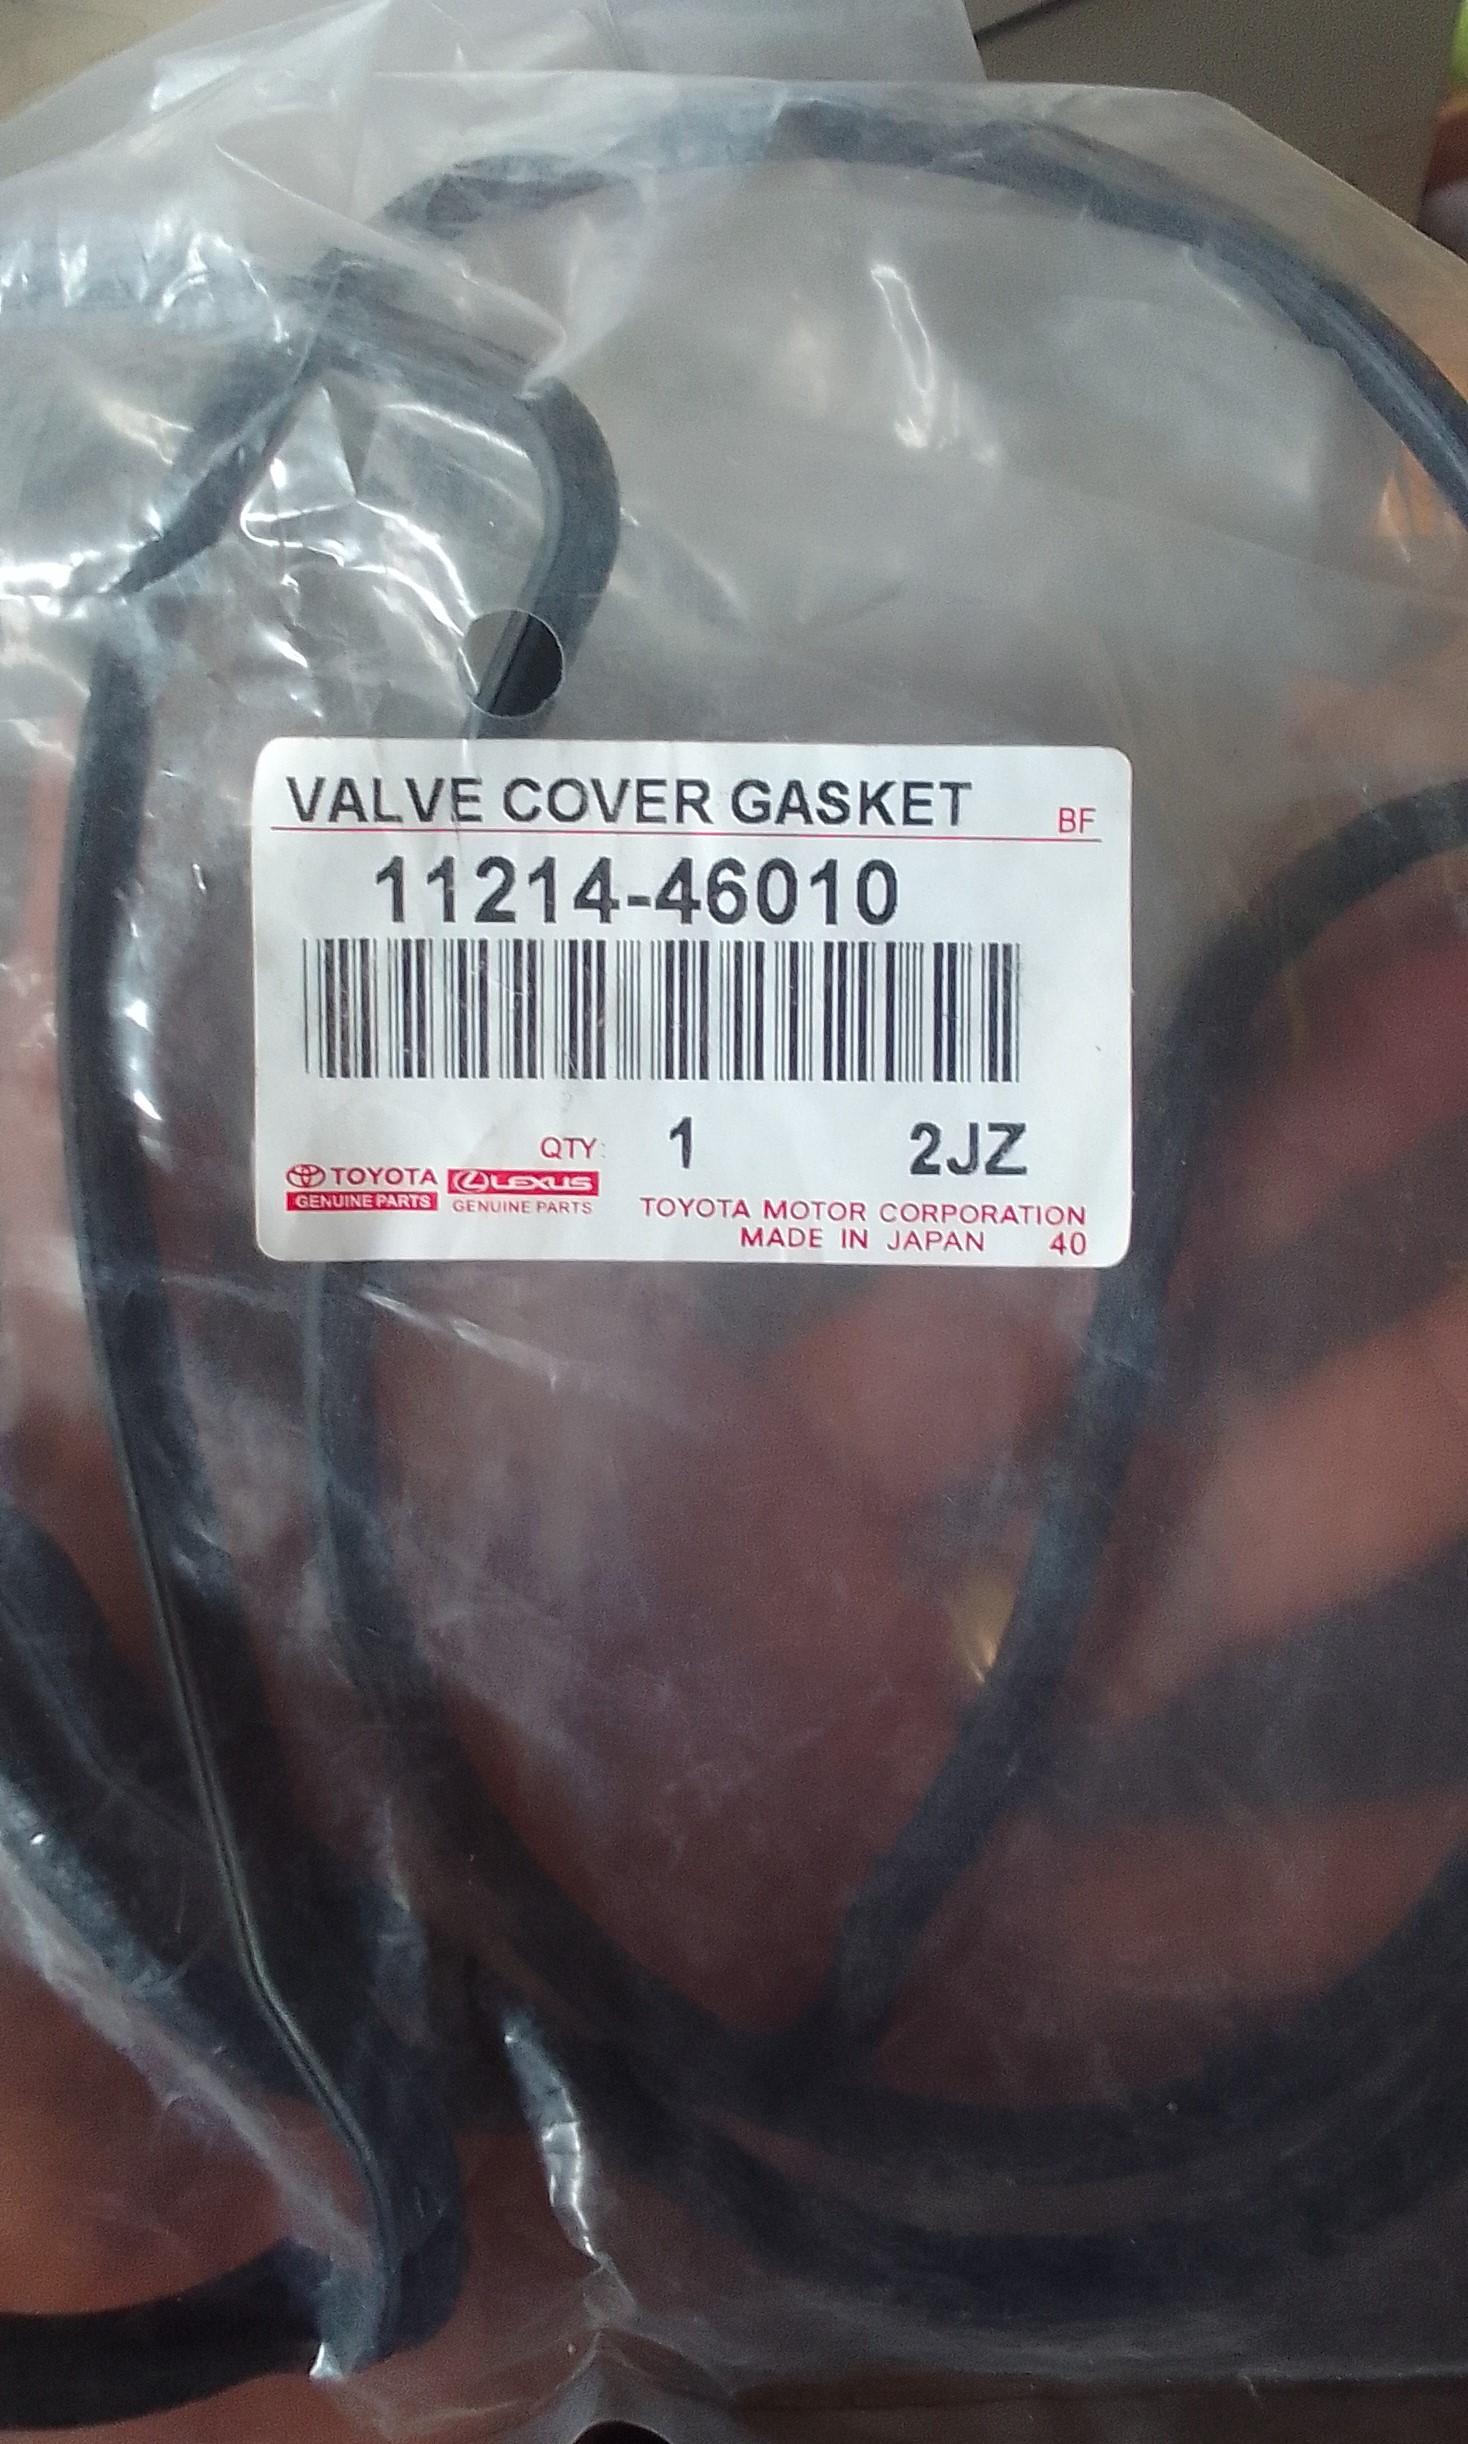 VALVE COVER GASKET BF
11214-46010
QTY: 1 2JZ
TOYOTA LEXUS
GENUINE PARTS GENUINE PARTS
TOYOTA MOTOR CORPORATION
MADE IN JAPAN 40